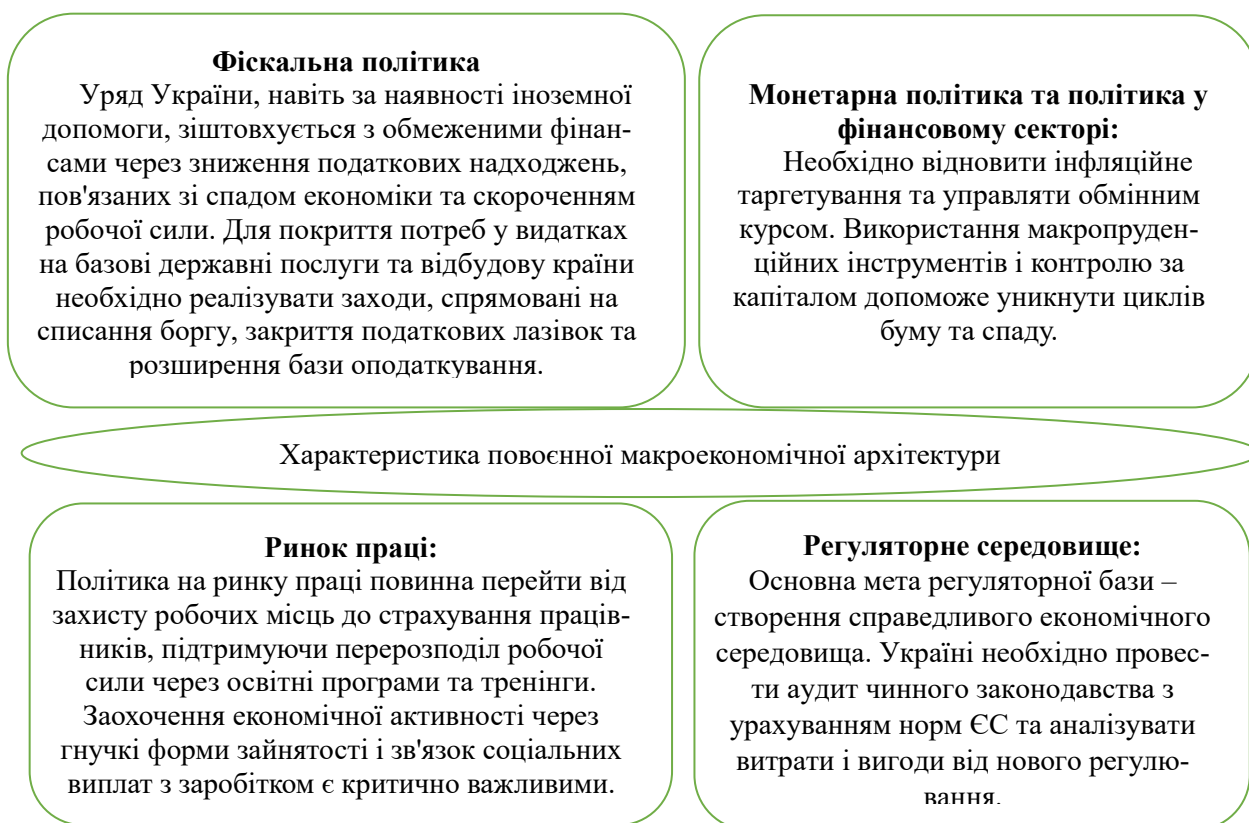 Фіскальна політика
Уряд України, навіть за наявності іноземної
допомоги, зіштовхується з обмеженими фінан-
сами через зниження податкових надходжень,
пов'язаних зі спадом економіки та скороченням
робочої сили. Для покриття потреб у видатках
на базові державні послуги та відбудову країни
необхідно реалізувати заходи, спрямовані на
списання боргу, закриття податкових лазівок та
розширення бази оподаткування.
Монетарна політика та політика у
фінансовому секторі:
Необхідно відновити інфляційне
таргетування та управляти обмінним
курсом. Використання макропруден-
ційних інструментів і контролю за
капіталом допоможе уникнути циклів
буму та спаду.
Характеристика повоєнної макроекономічної архітектури
Ринок праці:
Політика на ринку праці повинна перейти від
захисту робочих місць до страхування праців-
ників, підтримуючи перерозподіл робочої
сили через освітні програми та тренінги.
Заохочення економічної активності через
гнучкі форми зайнятості і зв'язок соціальних
виплат з заробітком є критично важливими.
Регуляторне середовище:
Основна мета регуляторної бази –
створення справедливого економічного
середовища. Україні необхідно провес-
ти аудит чинного законодавства з
урахуванням норм ЄС та аналізувати
витрати і вигоди від нового регулю-
вання.